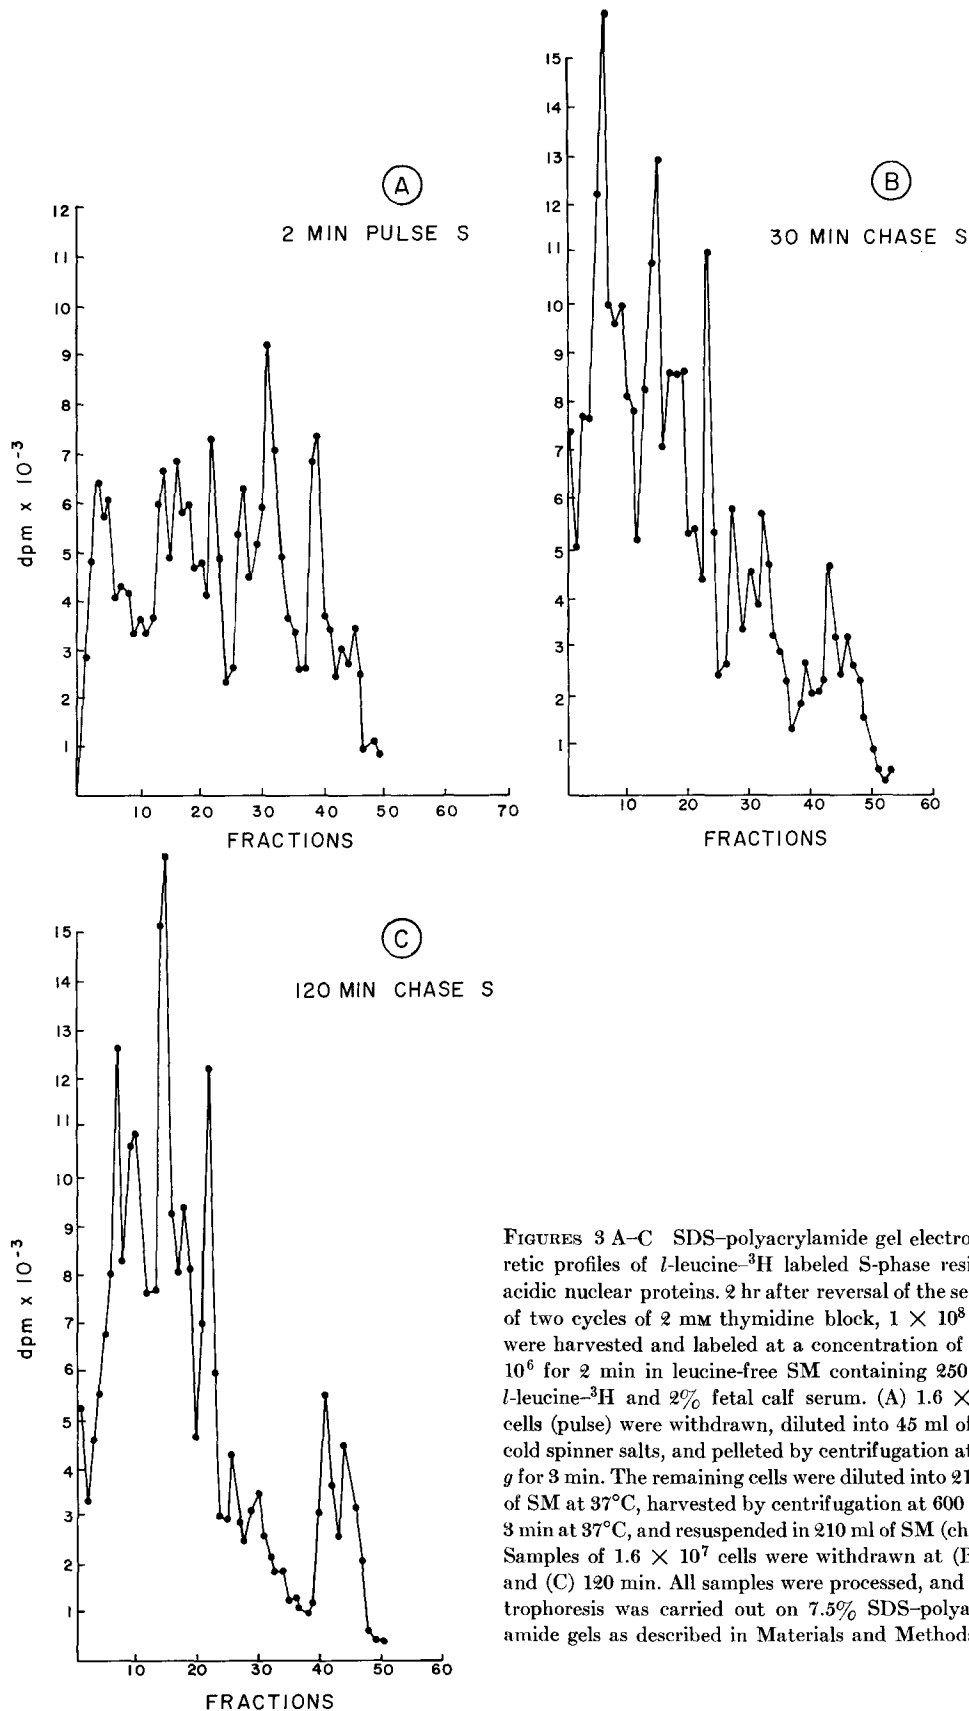 A
2 MIN PULSE S
12
11
10
9
8
7
6
5
4
3
2
1
dpm x 10⁻³
10 20 30 40 50 60 70
FRACTIONS
B
30 MIN CHASE S
15
14
13
12
11
10
9
8
7
6
5
4
3
2
1
10 20 30 40 50 60
FRACTIONS
C
120 MIN CHASE S
15
14
13
12
11
10
9
8
7
6
5
4
3
2
1
dpm x 10⁻³
10 20 30 40 50 60
FRACTIONS
FIGURES 3 A–C SDS–polyacrylamide gel electro
retic profiles of l-leucine–³H labeled S-phase resi
acidic nuclear proteins. 2 hr after reversal of the se
of two cycles of 2 mM thymidine block, 1 × 10⁸
were harvested and labeled at a concentration of
10⁶ for 2 min in leucine-free SM containing 250
l-leucine–³H and 2% fetal calf serum. (A) 1.6 ×
cells (pulse) were withdrawn, diluted into 45 ml of
cold spinner salts, and pelleted by centrifugation at
g for 3 min. The remaining cells were diluted into 21
of SM at 37°C, harvested by centrifugation at 600
3 min at 37°C, and resuspended in 210 ml of SM (ch
Samples of 1.6 × 10⁷ cells were withdrawn at (B
and (C) 120 min. All samples were processed, and
trophoresis was carried out on 7.5% SDS–polya
amide gels as described in Materials and Method